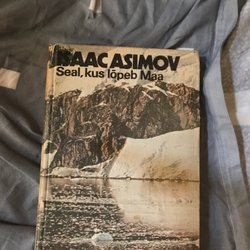 ISAAC ASIMOV
Seal, kus lõpeb Maa